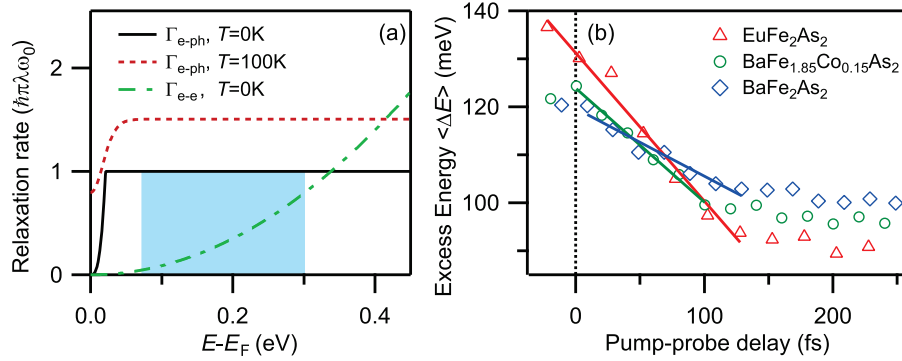 (a)
Γe-ph, T=0K
Γe-ph, T=100K
Γe-e, T=0K
Relaxation rate (ℏπλω0)
2
1
0
0.0
0.2
0.4
E-EF (eV)
(b)
EuFe2As2
BaFe1.85Co0.15As2
BaFe2As2
Excess Energy <ΔE> (meV)
140
120
100
0
100
200
Pump-probe delay (fs)